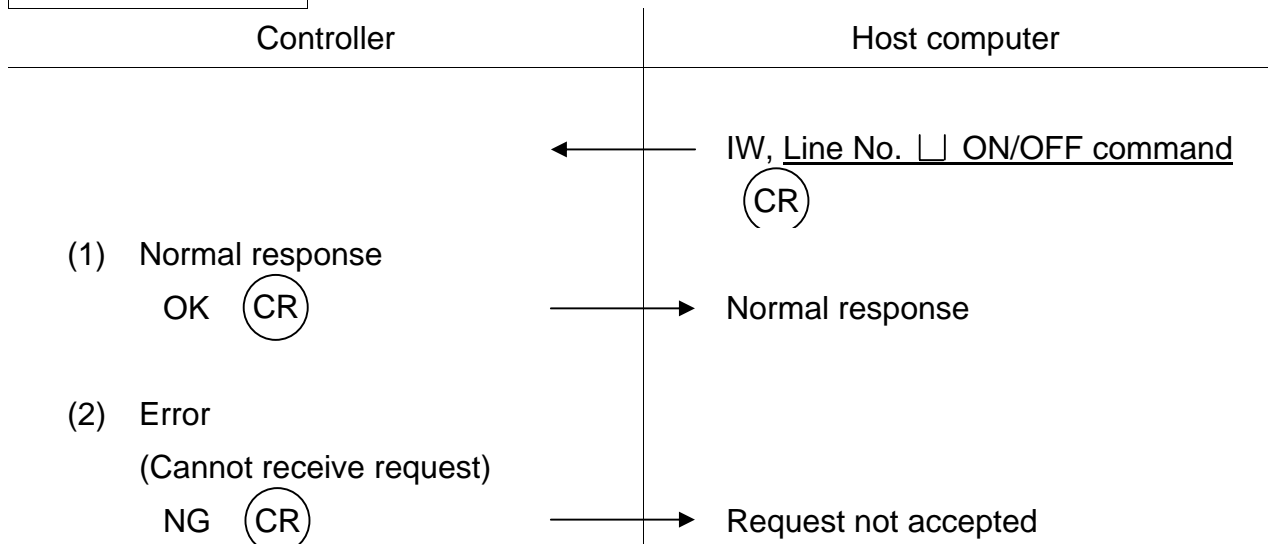 Controller Host computer
IW, Line No. ␣ ON/OFF command
CR
(1) Normal response
OK CR Normal response
(2) Error
(Cannot receive request)
NG CR Request not accepted